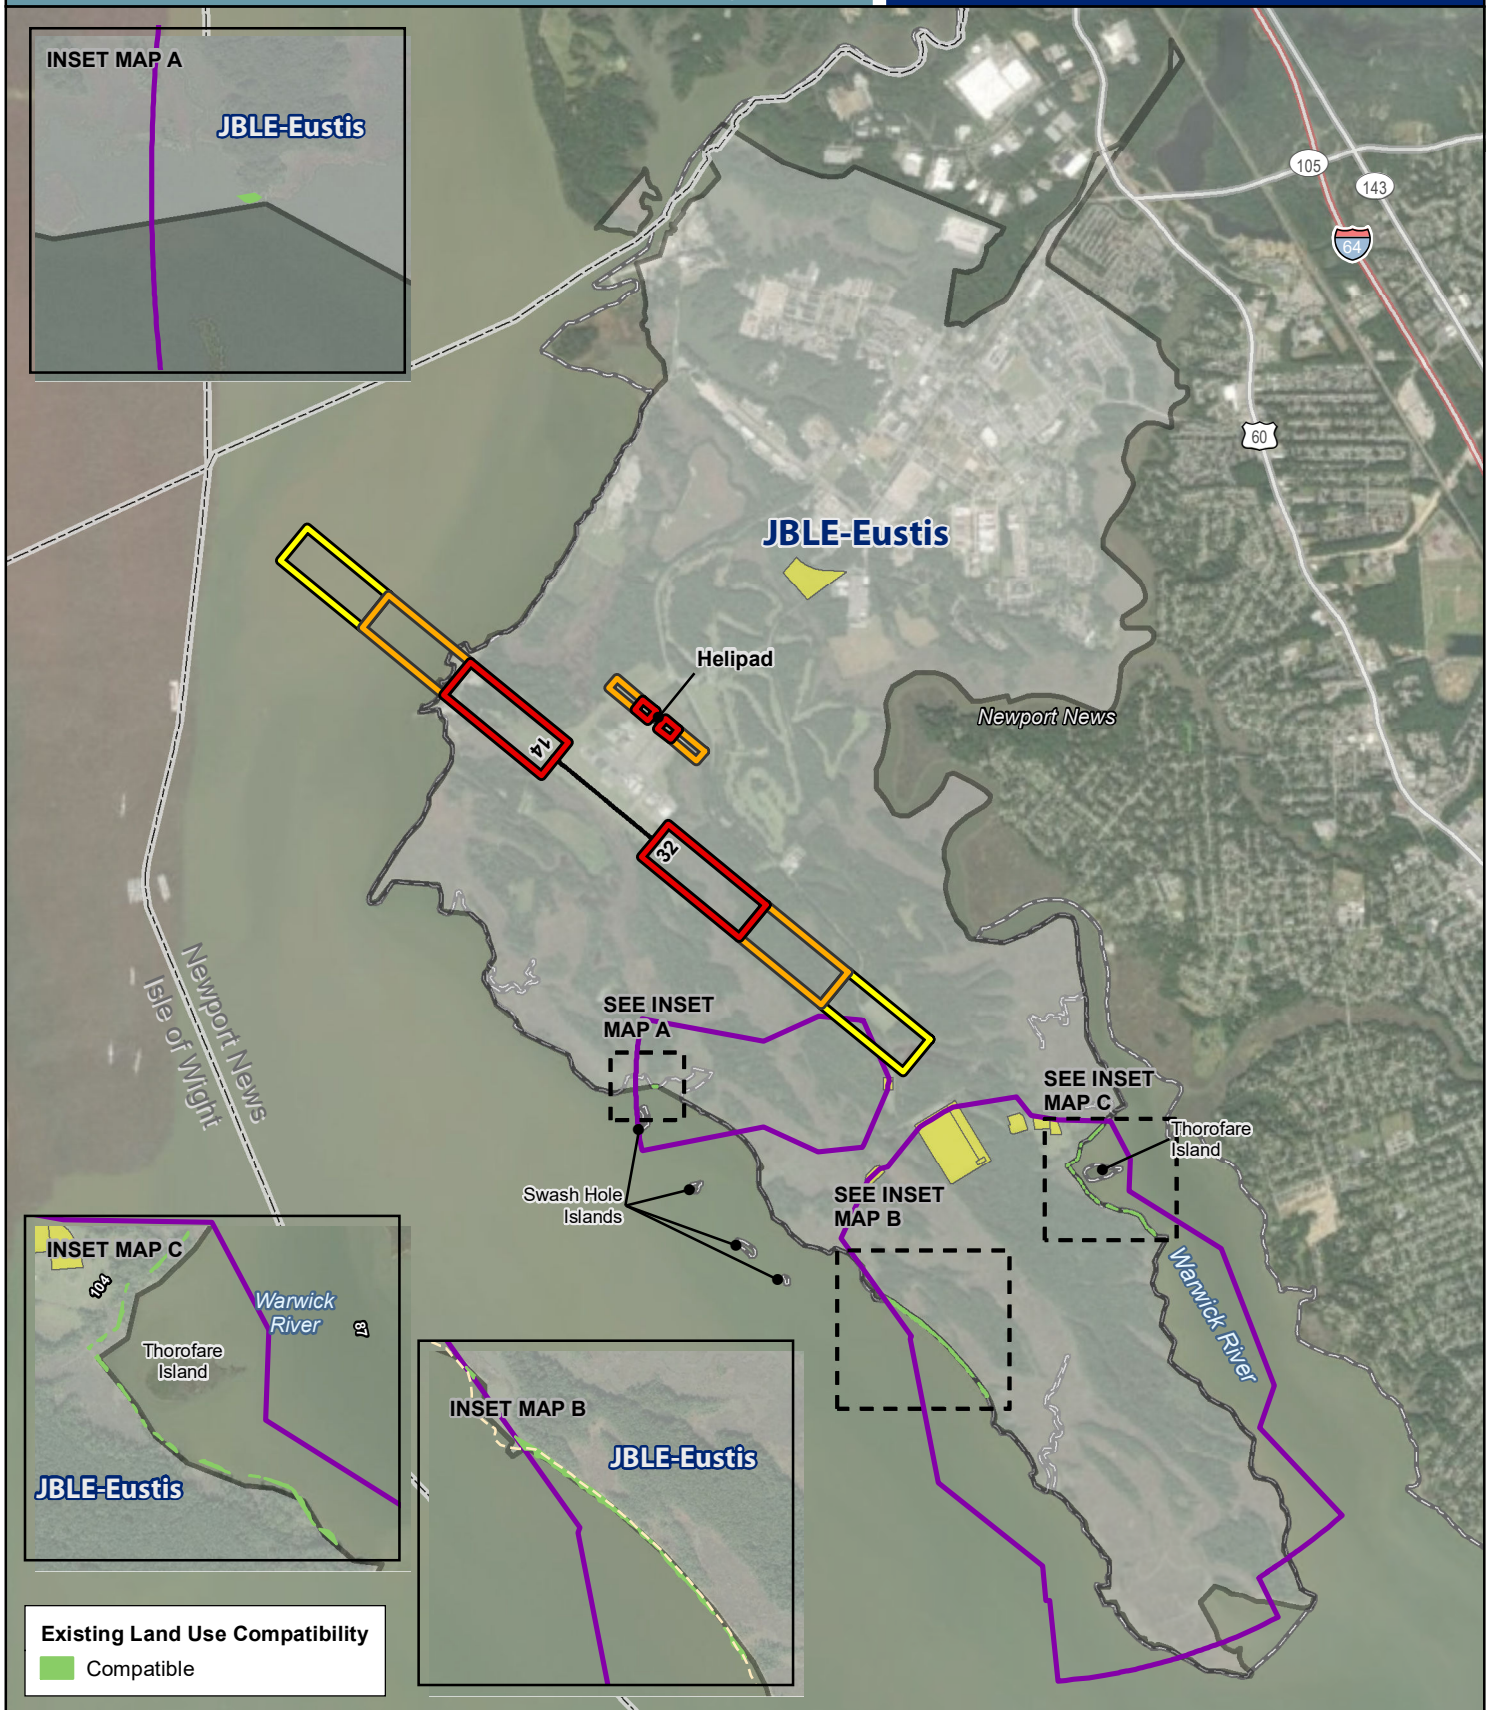 INSET MAP A
JBLE-Eustis
105
143
64
60
JBLE-Eustis
Helipad
Newport News
14
32
Newport News
Isle of Wight
SEE INSET
MAP A
SEE INSET
MAP C
Thorofare
Island
Swash Hole
Islands
SEE INSET
MAP B
Warwick River
INSET MAP C
104
Warwick
River
87
Thorofare
Island
JBLE-Eustis
INSET MAP B
JBLE-Eustis
Existing Land Use Compatibility
Compatible